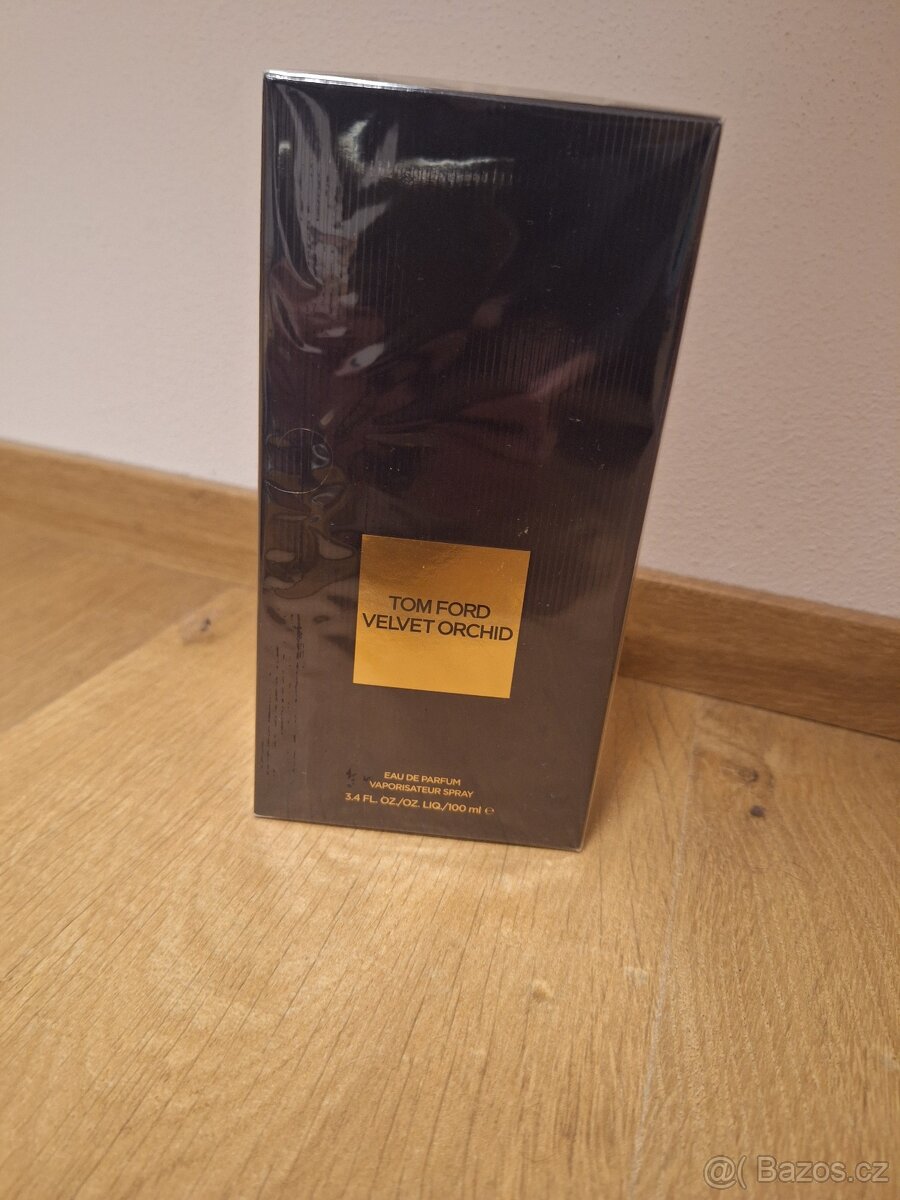 TOM FORD
VELVET ORCHID
EAU DE PARFUM
VAPORISATEUR SPRAY
3.4 FL. OZ./OZ. LIQ./100 ml ℮
@( Bazos.cz